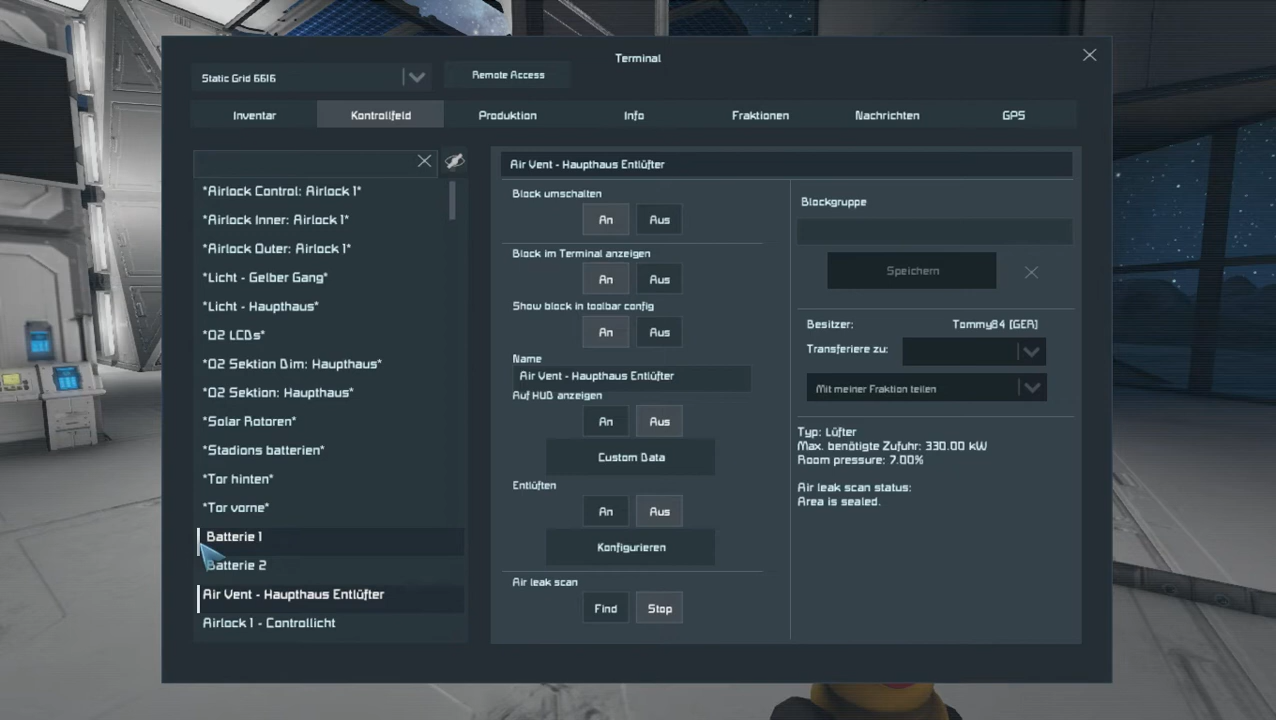 Terminal
Static Grid 6616
Remote Access
Inventar
Kontrollfeld
Produktion
Info
Fraktionen
Nachrichten
GPS
*Airlock Control: Airlock 1*
*Airlock Inner: Airlock 1*
*Airlock Outer: Airlock 1*
*Licht - Gelber Gang*
*Licht - Haupthaus*
*O2 LCDs*
*O2 Sektion Dim: Haupthaus*
*O2 Sektion: Haupthaus*
*Solar Rotoren*
*Stadions batterien*
*Tor hinten*
*Tor vorne*
Batterie 1
Batterie 2
Air Vent - Haupthaus Entlüfter
Airlock 1 - Controllicht
Air Vent - Haupthaus Entlüfter
Block umschalten
An Aus
Block im Terminal anzeigen
An Aus
Show block in toolbar config
An Aus
Name
Air Vent - Haupthaus Entlüfter
Auf HUD anzeigen
An Aus
Custom Data
Entlüften
An Aus
Konfigurieren
Air leak scan
Find Stop
Blockgruppe
Speichern
Besitzer: Tommy84 [GER]
Transferiere zu:
Mit meiner Fraktion teilen
Typ: Lüfter
Max. benötigte Zufuhr: 330.00 kW
Room pressure: 7.00%
Air leak scan status:
Area is sealed.